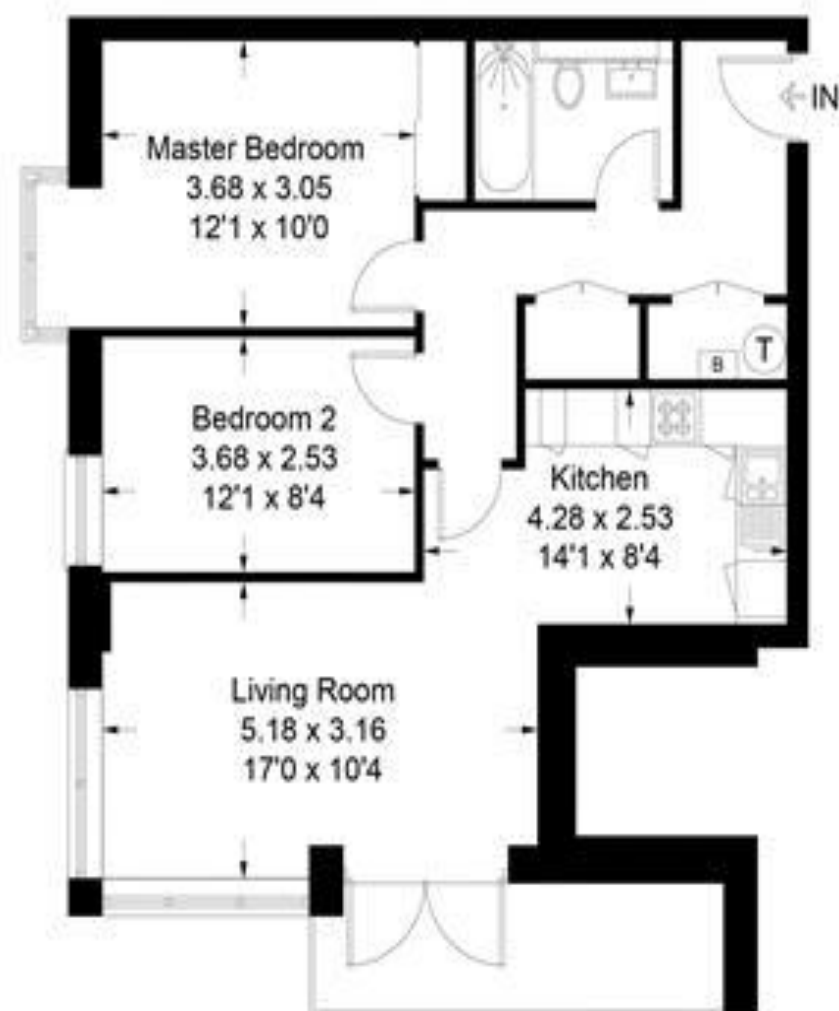 IN
Master Bedroom
3.68 x 3.05
12'1 x 10'0
B
T
Bedroom 2
3.68 x 2.53
12'1 x 8'4
Kitchen
4.28 x 2.53
14'1 x 8'4
Living Room
5.18 x 3.16
17'0 x 10'4